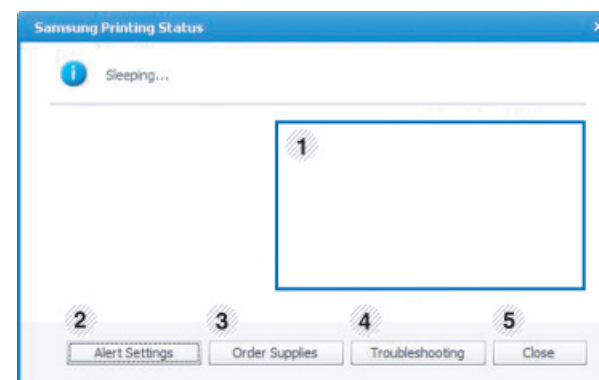 Samsung Printing Status
Sleeping...
1
2 3 4 5
Alert Settings Order Supplies Troubleshooting Close